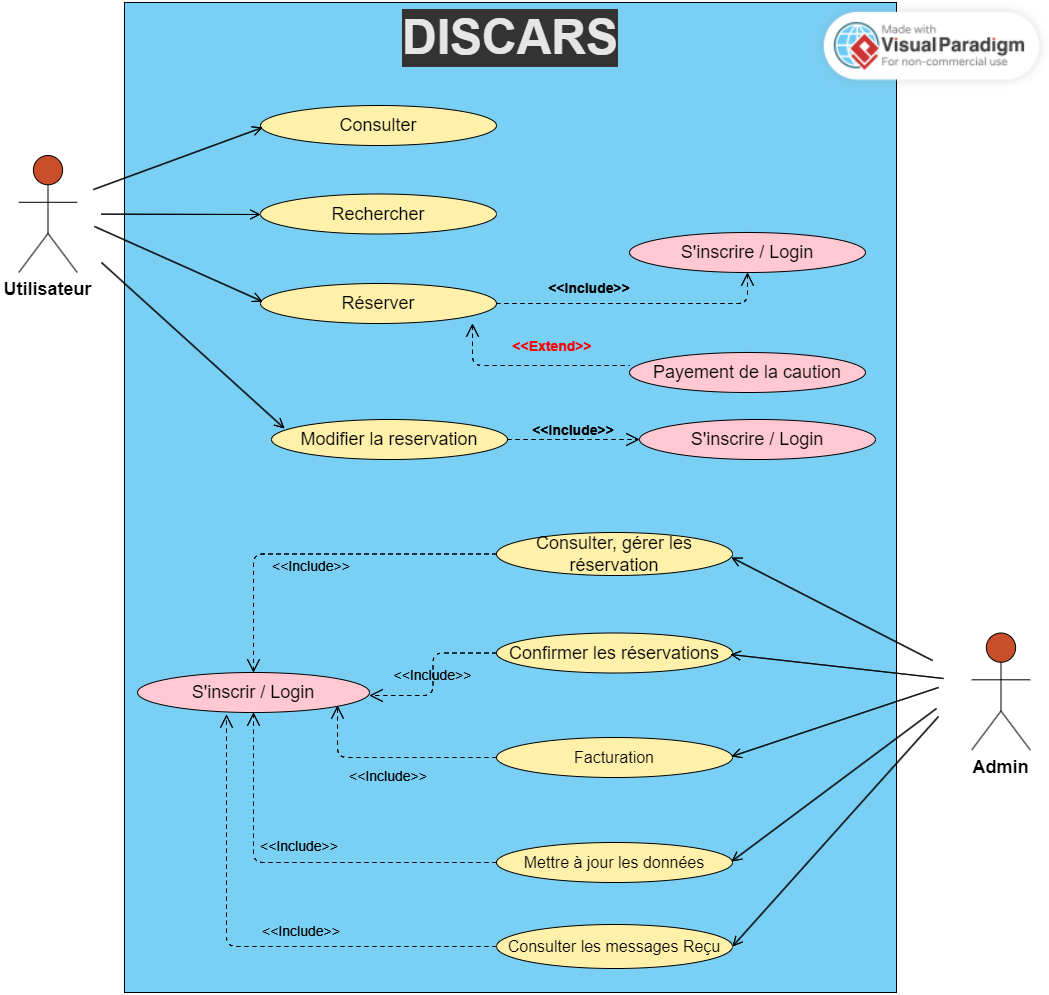 DISCARS
Made with
VisualParadigm
For non-commercial use
Consulter
Rechercher
S'inscrire / Login
<<Include>>
Utilisateur
Réserver
<<Extend>>
Payement de la caution
<<Include>>
Modifier la reservation
S'inscrire / Login
Consulter, gérer les
réservation
<<Include>>
Confirmer les réservations
<<Include>>
S'inscrir / Login
Facturation
Admin
<<Include>>
<<Include>>
Mettre à jour les données
<<Include>>
Consulter les messages Reçu